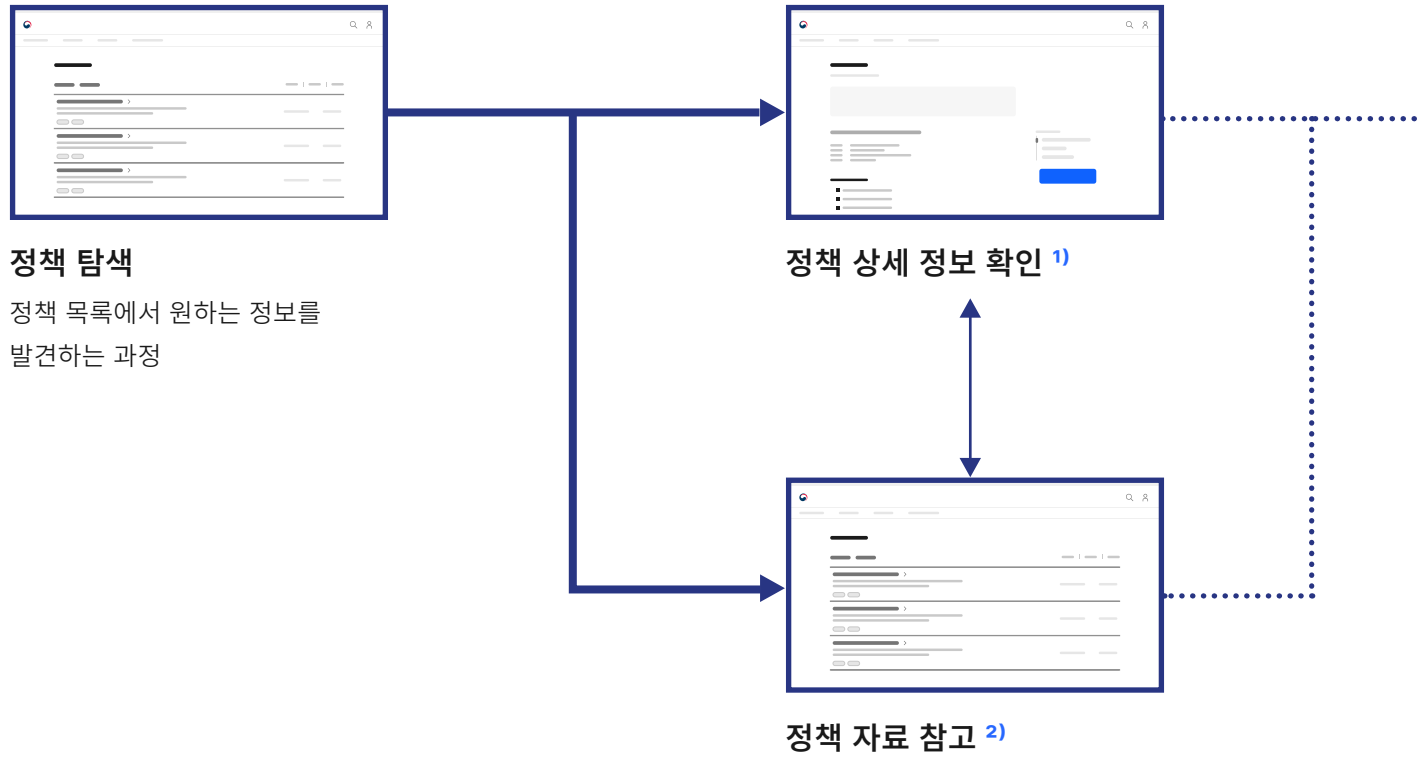 정책 탐색
정책 목록에서 원하는 정보를
발견하는 과정
정책 상세 정보 확인 1)
정책 자료 참고 2)